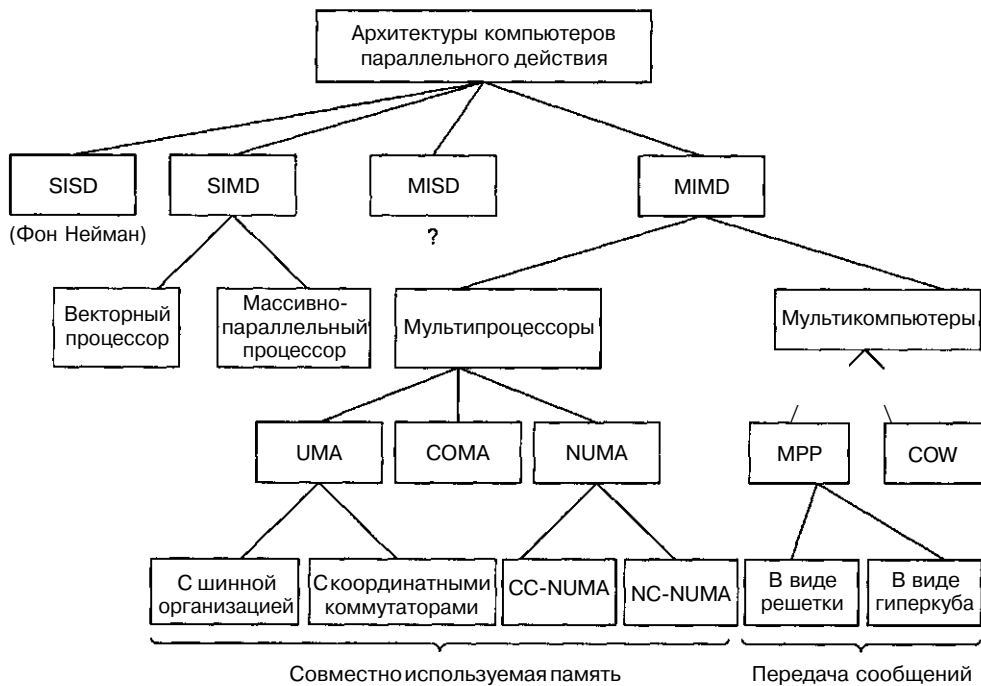 Архитектуры компьютеров
параллельного действия
SISD
SIMD
MISD
MIMD
(Фон Нейман)
?
Векторный
процессор
Массивно-
параллельный
процессор
Мультипроцессоры
Мультикомпьютеры
UMA
COMA
NUMA
MPP
COW
С шинной
организацией
С координатными
коммутаторами
CC-NUMA
NC-NUMA
В виде
решетки
В виде
гиперкуба
Совместно используемая память
Передача сообщений